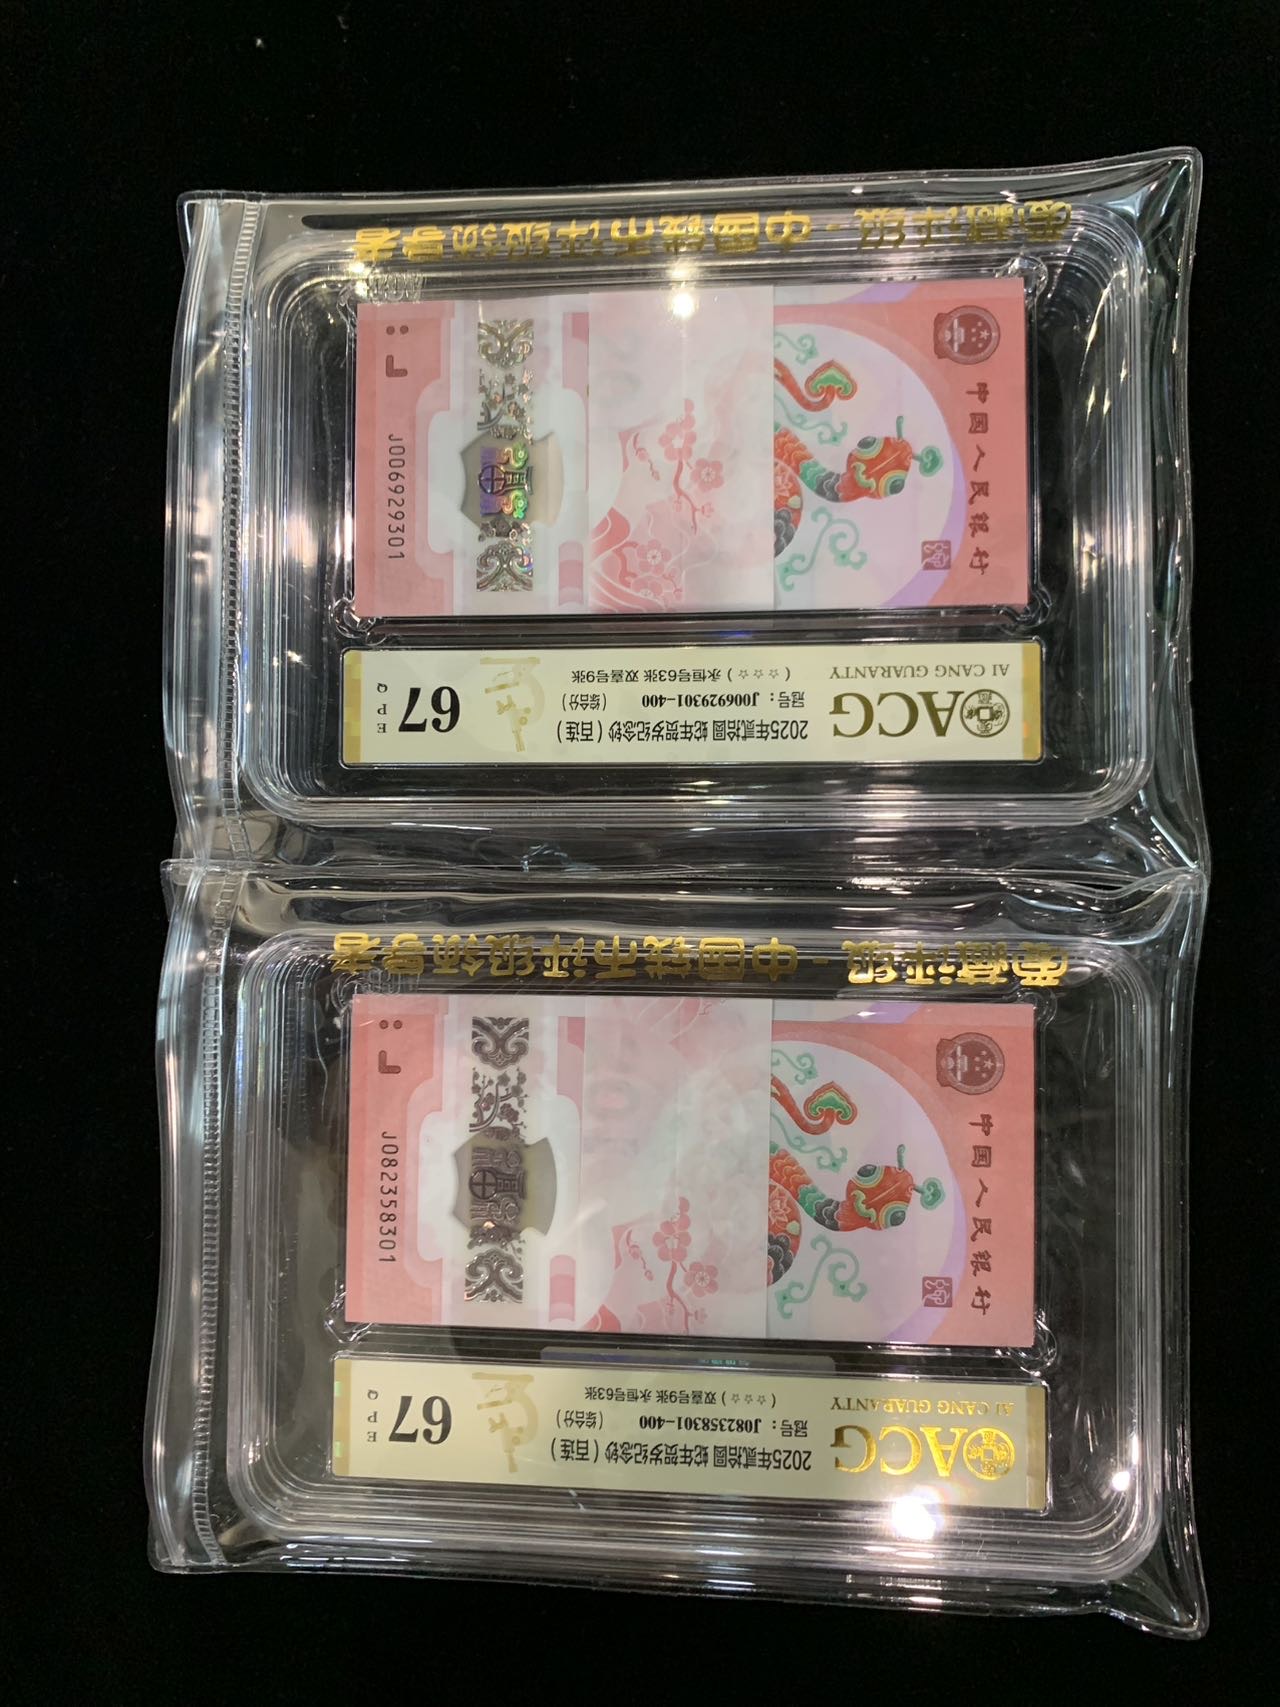 爱藏评级 - 中国钱币评级领导者
中国人民银行
J006929301
ACG
AI CANG GUARANTY
2025年贰拾圆 蛇年贺岁纪念钞（百连）
冠号：J006929301-400 （综合分）
（☆☆☆）永恒号63张 双喜号9张
67
Q P E
爱藏评级 - 中国钱币评级领导者
中国人民银行
J082358301
ACG
AI CANG GUARANTY
2025年贰拾圆 蛇年贺岁纪念钞（百连）
冠号：J082358301-400 （综合分）
（☆☆☆）双喜号9张 永恒号63张
67
Q P E